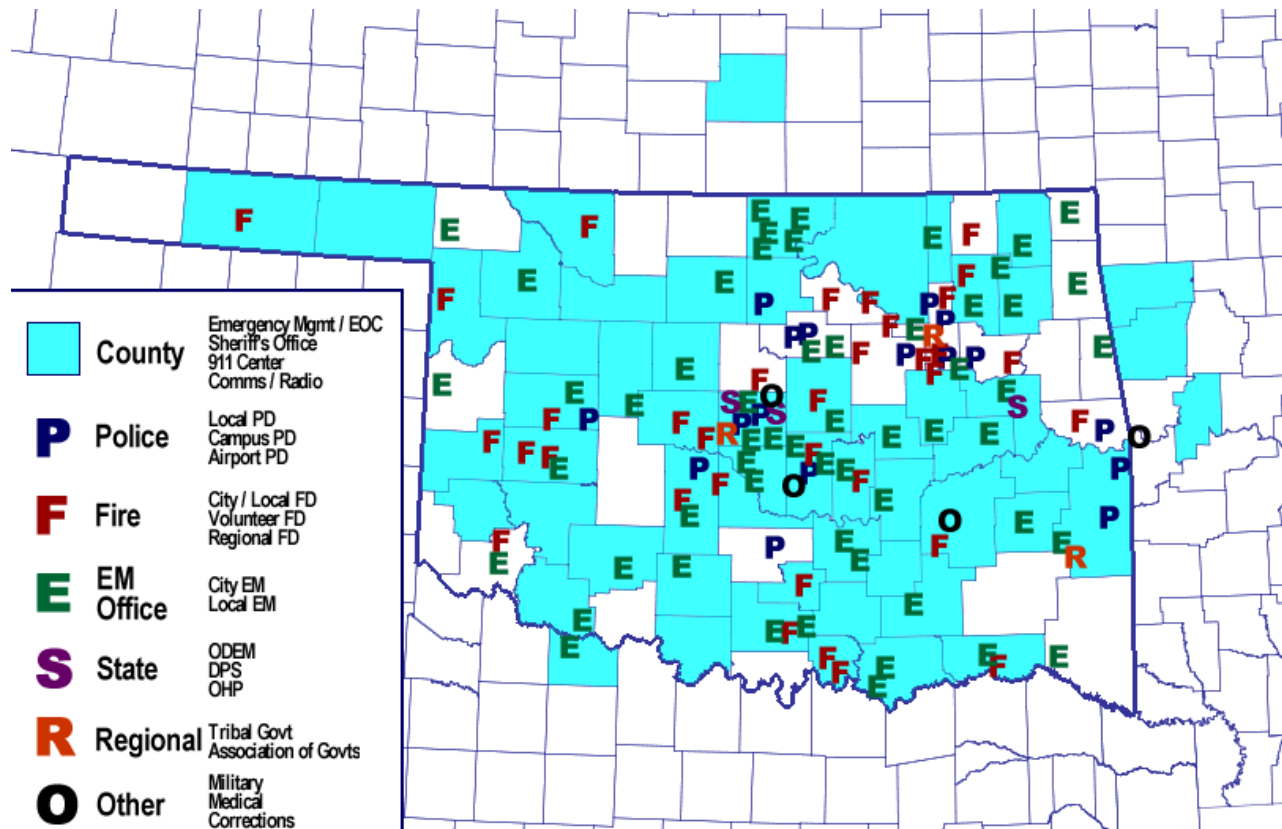 County
Emergency Mgmt / EOC
Sheriff's Office
911 Center
Comms / Radio
P
Police
Local PD
Campus PD
Airport PD
F
Fire
City / Local FD
Volunteer FD
Regional FD
E
EM
Office
City EM
Local EM
S
State
ODEM
DPS
OHP
R
Regional
Tribal Govt
Association of Govts
O
Other
Military
Medical
Corrections